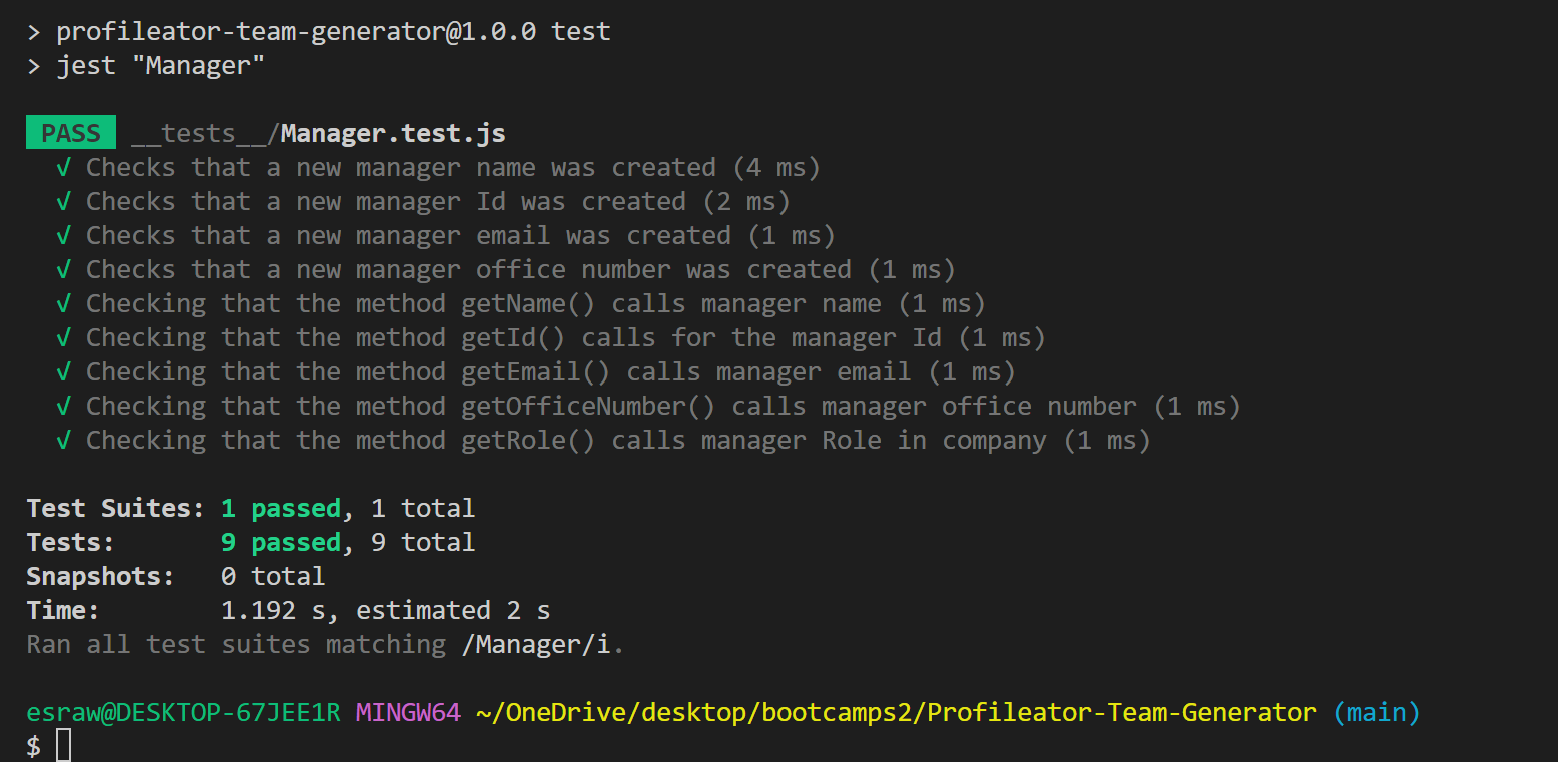 > profileator-team-generator@1.0.0 test
> jest "Manager"
PASS __tests__/Manager.test.js
√ Checks that a new manager name was created (4 ms)
√ Checks that a new manager Id was created (2 ms)
√ Checks that a new manager email was created (1 ms)
√ Checks that a new manager office number was created (1 ms)
√ Checking that the method getName() calls manager name (1 ms)
√ Checking that the method getId() calls for the manager Id (1 ms)
√ Checking that the method getEmail() calls manager email (1 ms)
√ Checking that the method getOfficeNumber() calls manager office number (1 ms)
√ Checking that the method getRole() calls manager Role in company (1 ms)
Test Suites: 1 passed, 1 total
Tests: 9 passed, 9 total
Snapshots: 0 total
Time: 1.192 s, estimated 2 s
Ran all test suites matching /Manager/i.
esraw@DESKTOP-67JEE1R MINGW64 ~/OneDrive/desktop/bootcamps2/Profileator-Team-Generator (main)
$